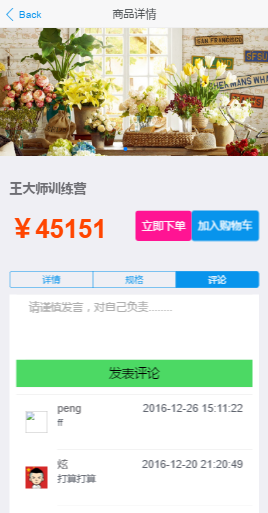 Back
商品详情
SPANISH GARDEN
SFSU
SHERMANS WHARF
王大师训练营
￥45151
立即下单
加入购物车
详情
规格
评论
请谨慎发言，对自己负责........
发表评论
peng
2016-12-26 15:11:22
ff
炫
2016-12-20 21:20:49
打算打算